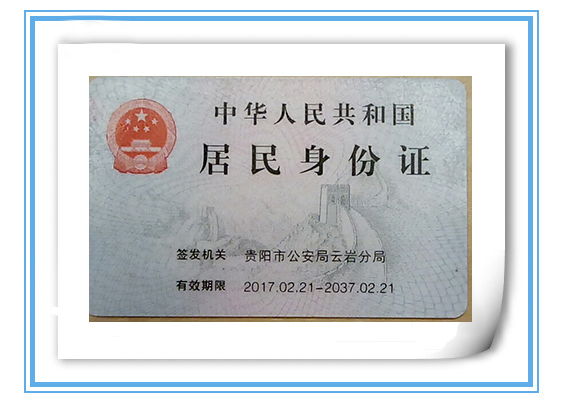 中华人民共和国
居民身份证
签发机关 贵阳市公安局云岩分局
有效期限 2017.02.21-2037.02.21